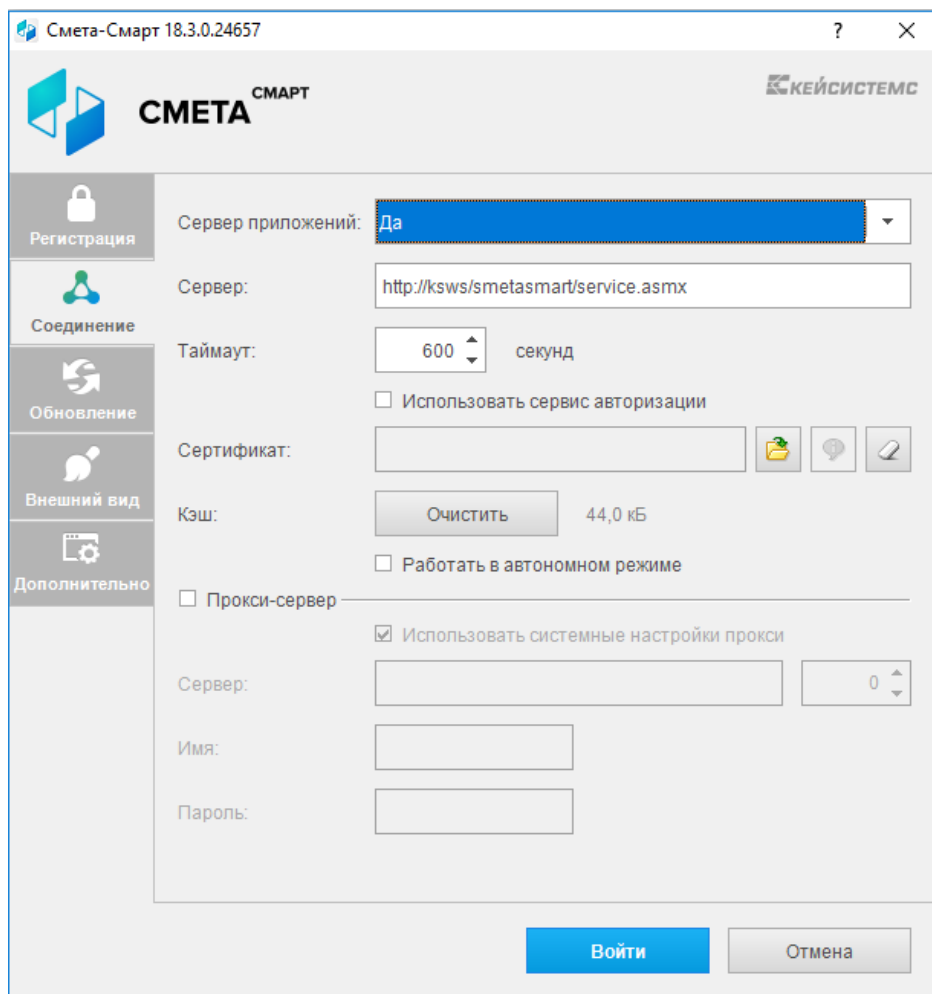 Смета-Смарт 18.3.0.24657
?
СМЕТА СМАРТ
КЕЙСИСТЕМС
Регистрация
Соединение
Обновление
Внешний вид
Дополнительно
Сервер приложений: Да
Сервер: http://ksws/smetasmart/service.asmx
Таймаут: 600 секунд
Использовать сервис авторизации
Сертификат:
Кэш: Очистить 44,0 кБ
Работать в автономном режиме
Прокси-сервер
Использовать системные настройки прокси
Сервер: 0
Имя:
Пароль:
Войти Отмена